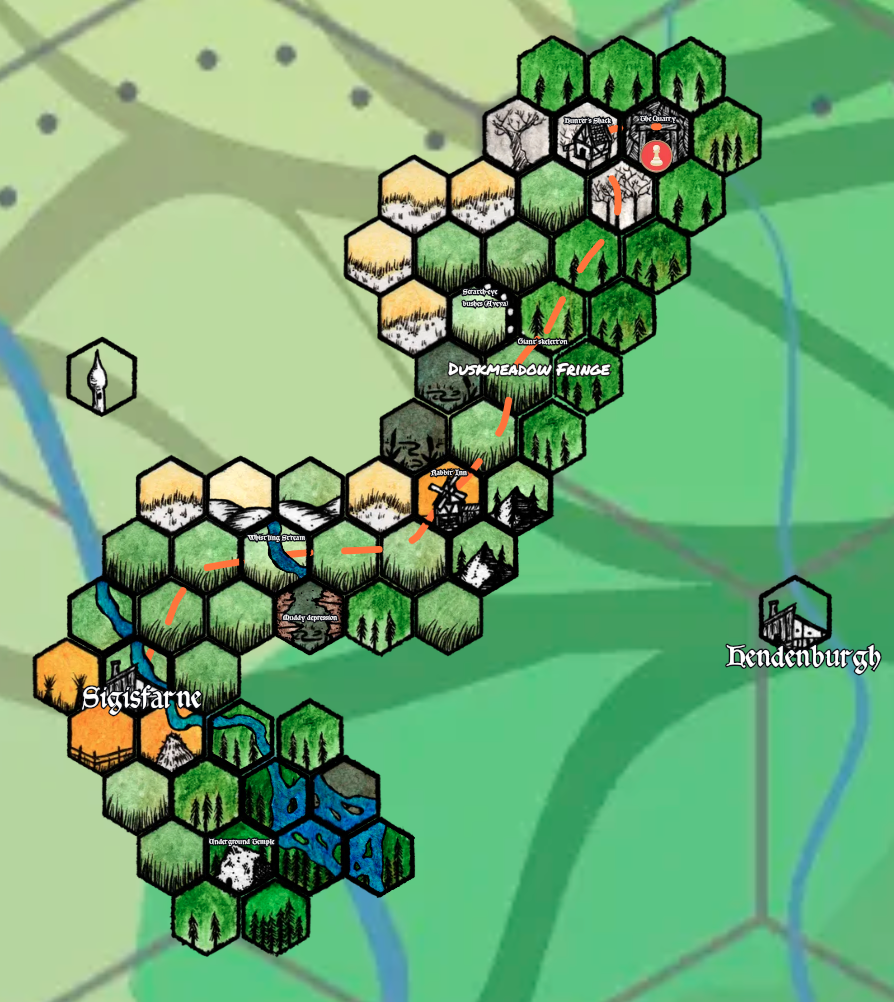 Hunter's Shack
The Quarry
Scratch-eye
bushes (Aveya)
Giant skeleton
Duskmeadow Fringe
Rabbit Inn
Whistling Stream
Muddy depression
Hendenburgh
Sigisfarne
Underground Temple